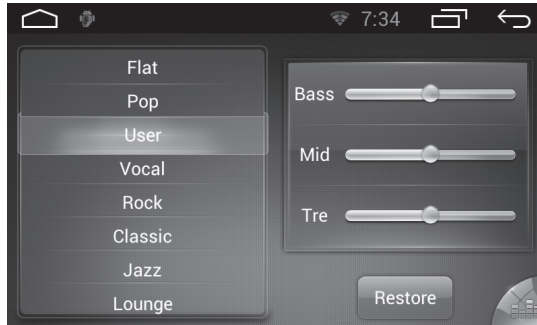 7:34
Flat
Pop
User
Vocal
Rock
Classic
Jazz
Lounge
Bass
Mid
Tre
Restore